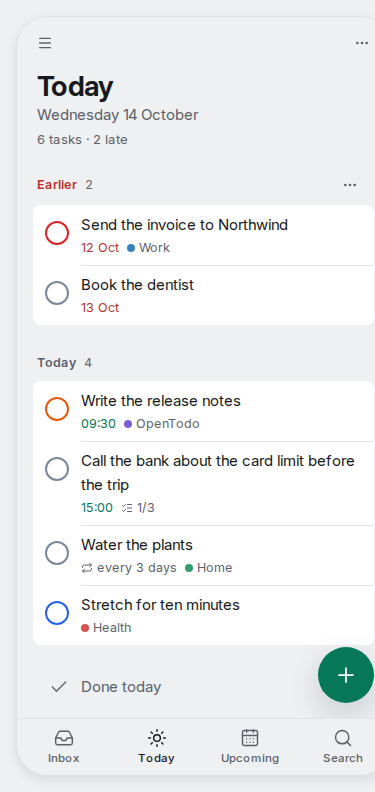 Today
Wednesday 14 October
6 tasks · 2 late
Earlier 2
Send the invoice to Northwind
12 Oct Work
Book the dentist
13 Oct
Today 4
Write the release notes
09:30 OpenTodo
Call the bank about the card limit before
the trip
15:00 1/3
Water the plants
every 3 days Home
Stretch for ten minutes
Health
Done today
Inbox Today Upcoming Search